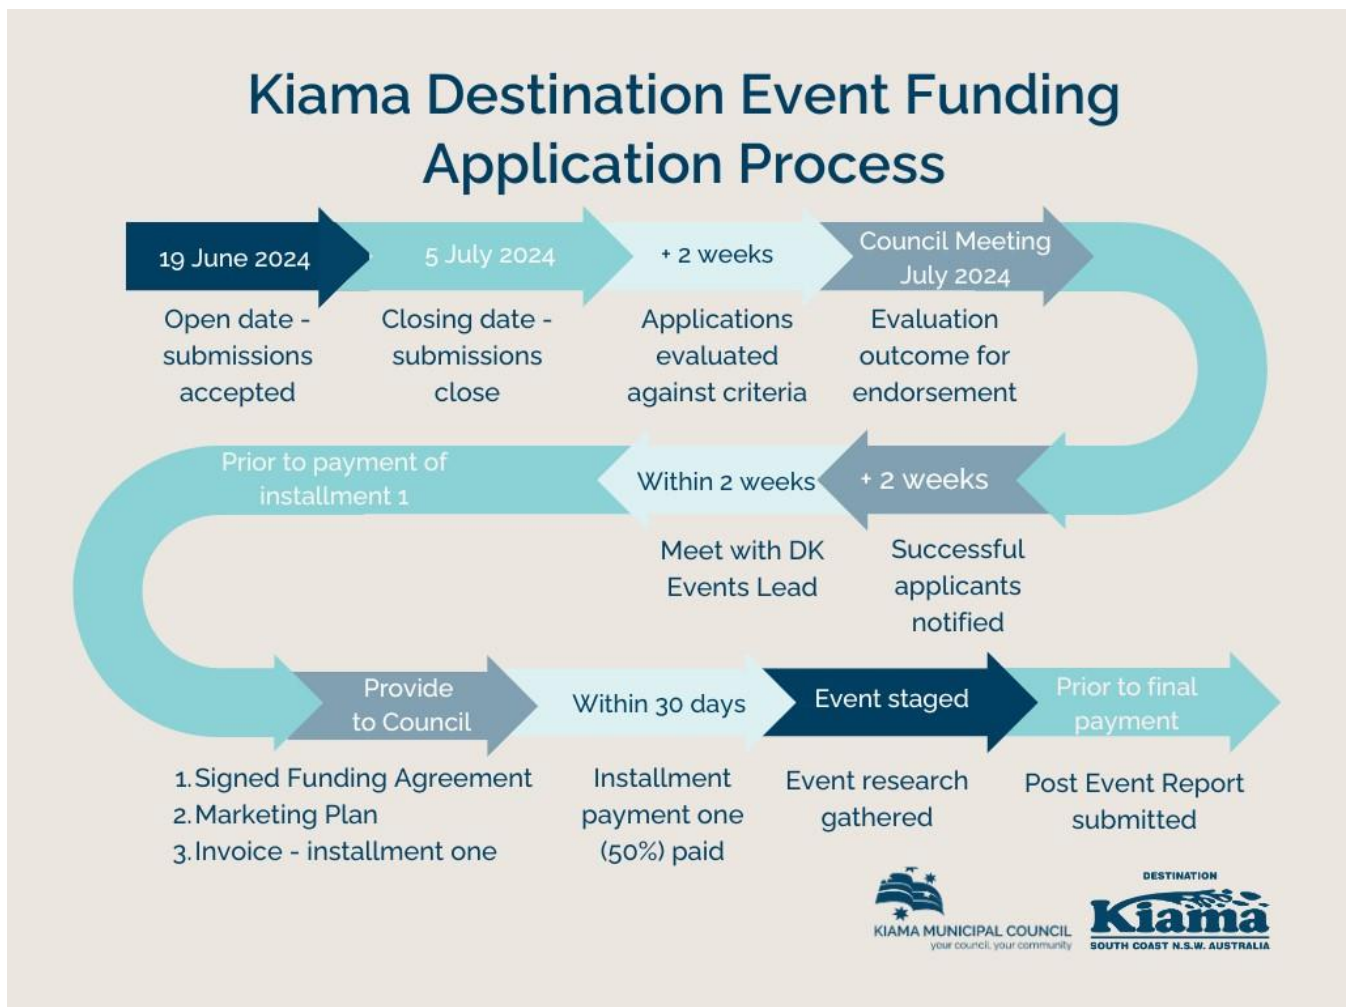 Kiama Destination Event Funding
Application Process
19 June 2024
5 July 2024
+ 2 weeks
Council Meeting
July 2024
Open date -
submissions
accepted
Closing date -
submissions
close
Applications
evaluated
against criteria
Evaluation
outcome for
endorsement
+ 2 weeks
Successful
applicants
notified
Within 2 weeks
Meet with DK
Events Lead
Prior to payment of
installment 1
Provide
to Council
1. Signed Funding Agreement
2. Marketing Plan
3. Invoice - installment one
Within 30 days
Installment
payment one
(50%) paid
Event staged
Event research
gathered
Prior to final
payment
Post Event Report
submitted
KIAMA MUNICIPAL COUNCIL
your council, your community
DESTINATION
Kiama
SOUTH COAST N.S.W. AUSTRALIA